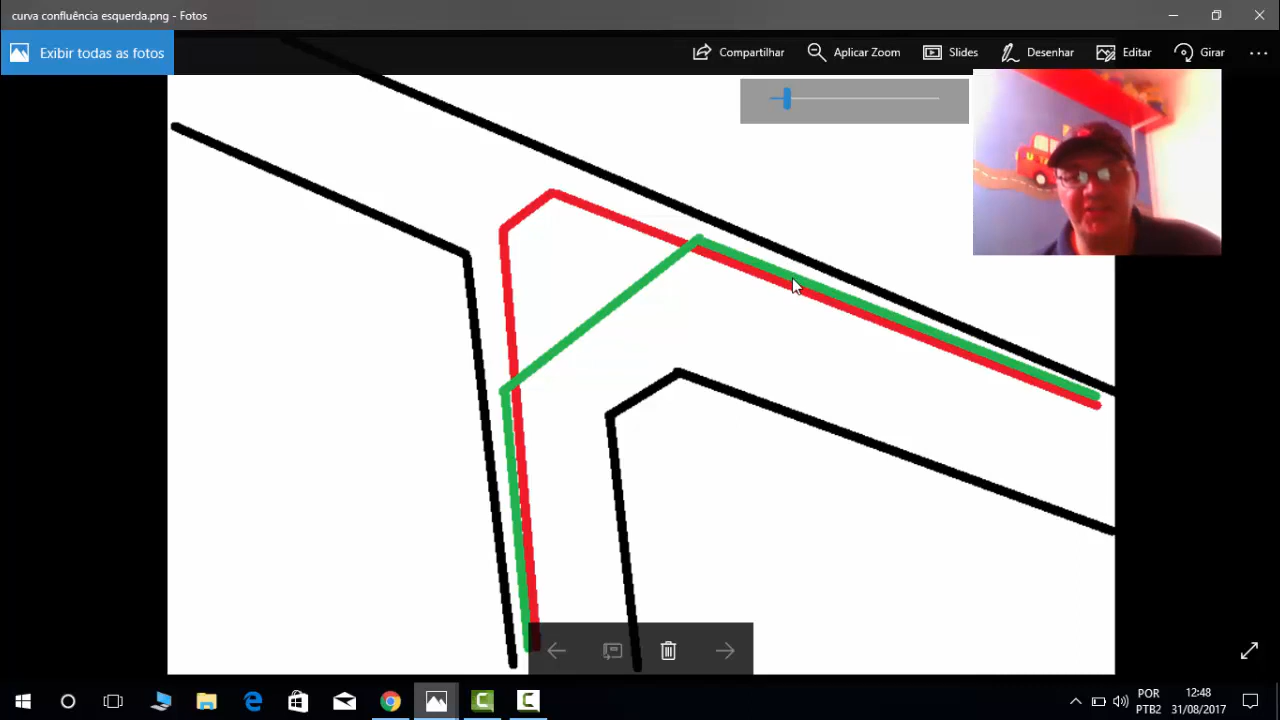 curva confluência esquerda.png - Fotos
Exibir todas as fotos
Compartilhar
Aplicar Zoom
Slides
Desenhar
Editar
Girar
POR
PTB2
12:48
31/08/2017